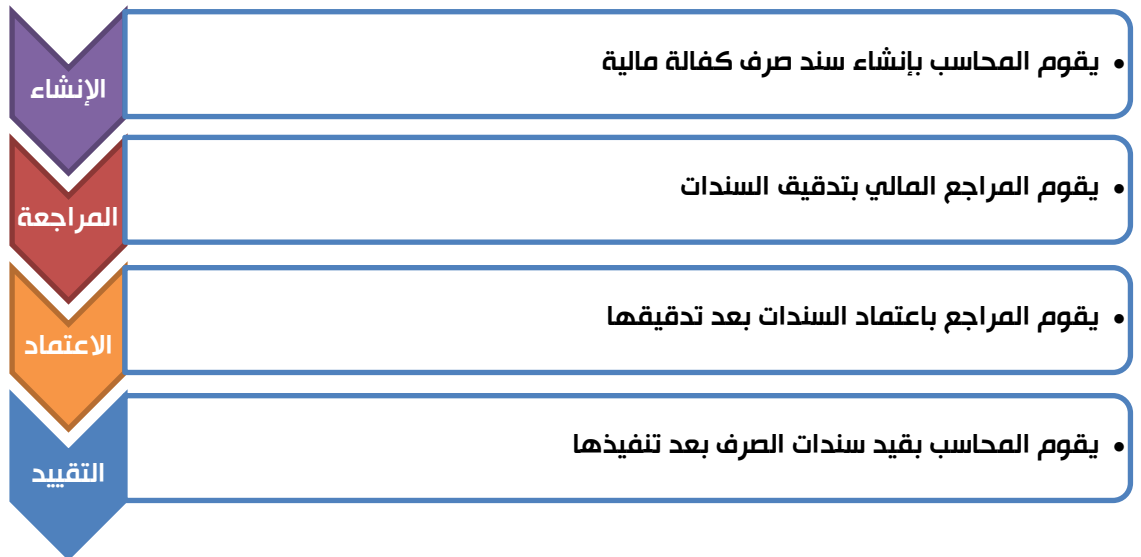 الإنشاء
• يقوم المحاسب بإنشاء سند صرف كفالة مالية
المراجعة
• يقوم المراجع المالي بتدقيق السندات
الاعتماد
• يقوم المراجع باعتماد السندات بعد تدقيقها
التقييد
• يقوم المحاسب بقيد سندات الصرف بعد تنفيذها